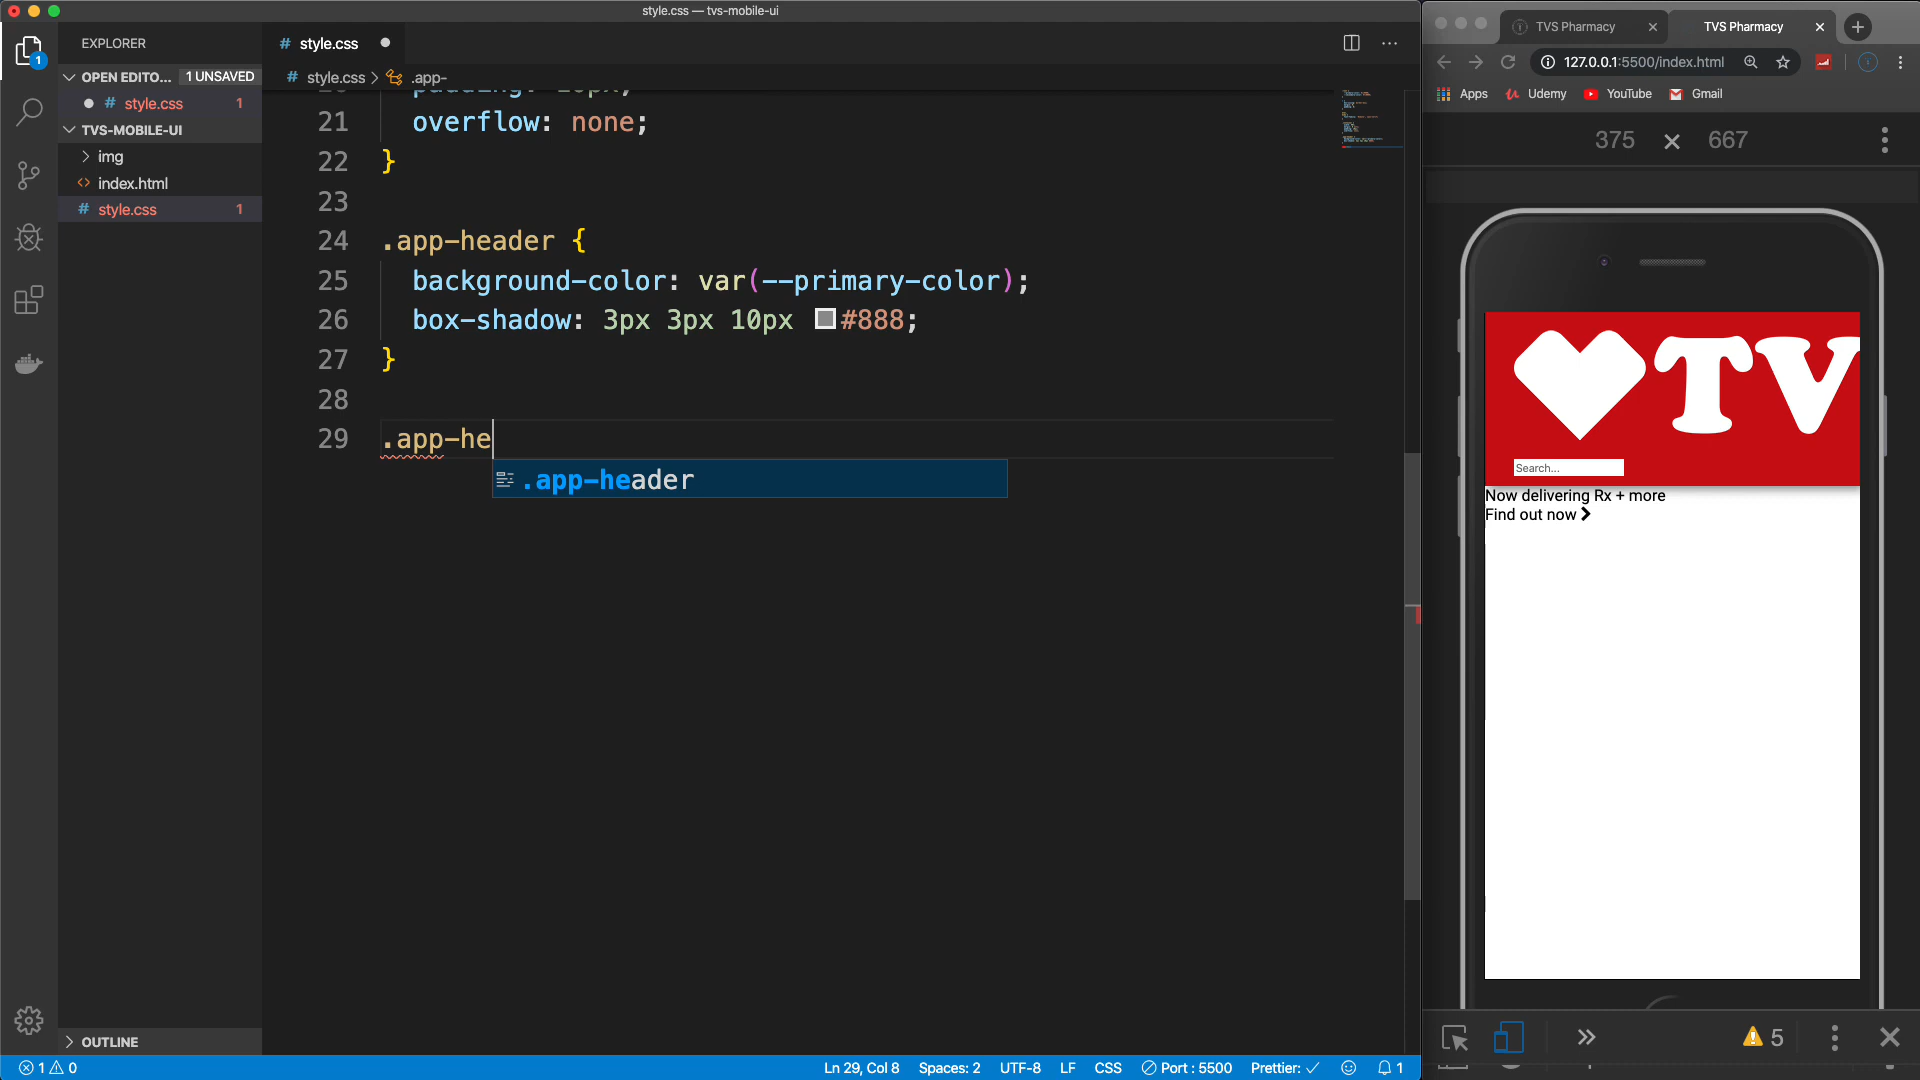 style.css — tvs-mobile-ui
EXPLORER
OPEN EDITO... 1 UNSAVED
# style.css 1
TVS-MOBILE-UI
img
<> index.html
# style.css 1
OUTLINE
# style.css
# style.css > .app-
21 overflow: none;
22 }
23
24 .app-header {
25 background-color: var(--primary-color);
26 box-shadow: 3px 3px 10px #888;
27 }
28
29 .app-he
.app-header
1 0
Ln 29, Col 8 Spaces: 2 UTF-8 LF CSS Port : 5500 Prettier: ✓ 1
TVS Pharmacy
TVS Pharmacy
127.0.0.1:5500/index.html
Apps Udemy YouTube Gmail
375 × 667
TV
Search...
Now delivering Rx + more
Find out now
5